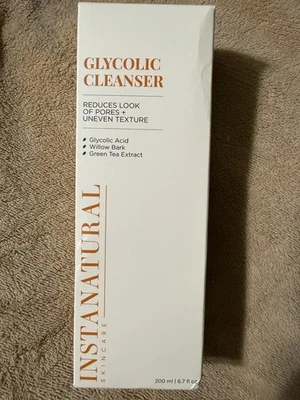 GLYCOLIC
CLEANSER
REDUCES LOOK
OF PORES +
UNEVEN TEXTURE
Glycolic Acid
Willow Bark
Green Tea Extract
INSTANATURAL
SKINCARE
200 ml | 6.7 fl oz